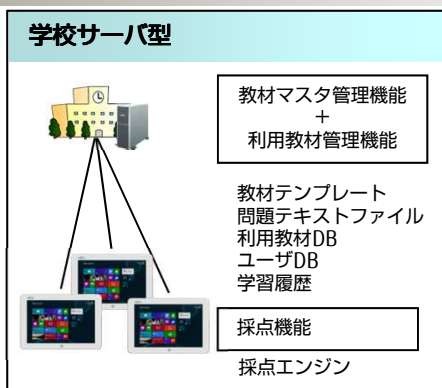 学校サーバ型
教材マスタ管理機能
+
利用教材管理機能
教材テンプレート
問題テキストファイル
利用教材DB
ユーザDB
学習履歴
採点機能
採点エンジン